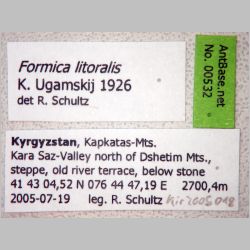 Formica litoralis
K. Ugamskij 1926
det R. Schultz
AntBase.net
No. 00532
Kyrgyzstan, Kapkatas-Mts.
Kara Saz-Valley north of Dshetim Mts.,
steppe, old river terrace, below stone
41 43 04,52 N 076 44 47,19 E 2700,4m
2005-07-19 leg. R. Schultz Kir2005048